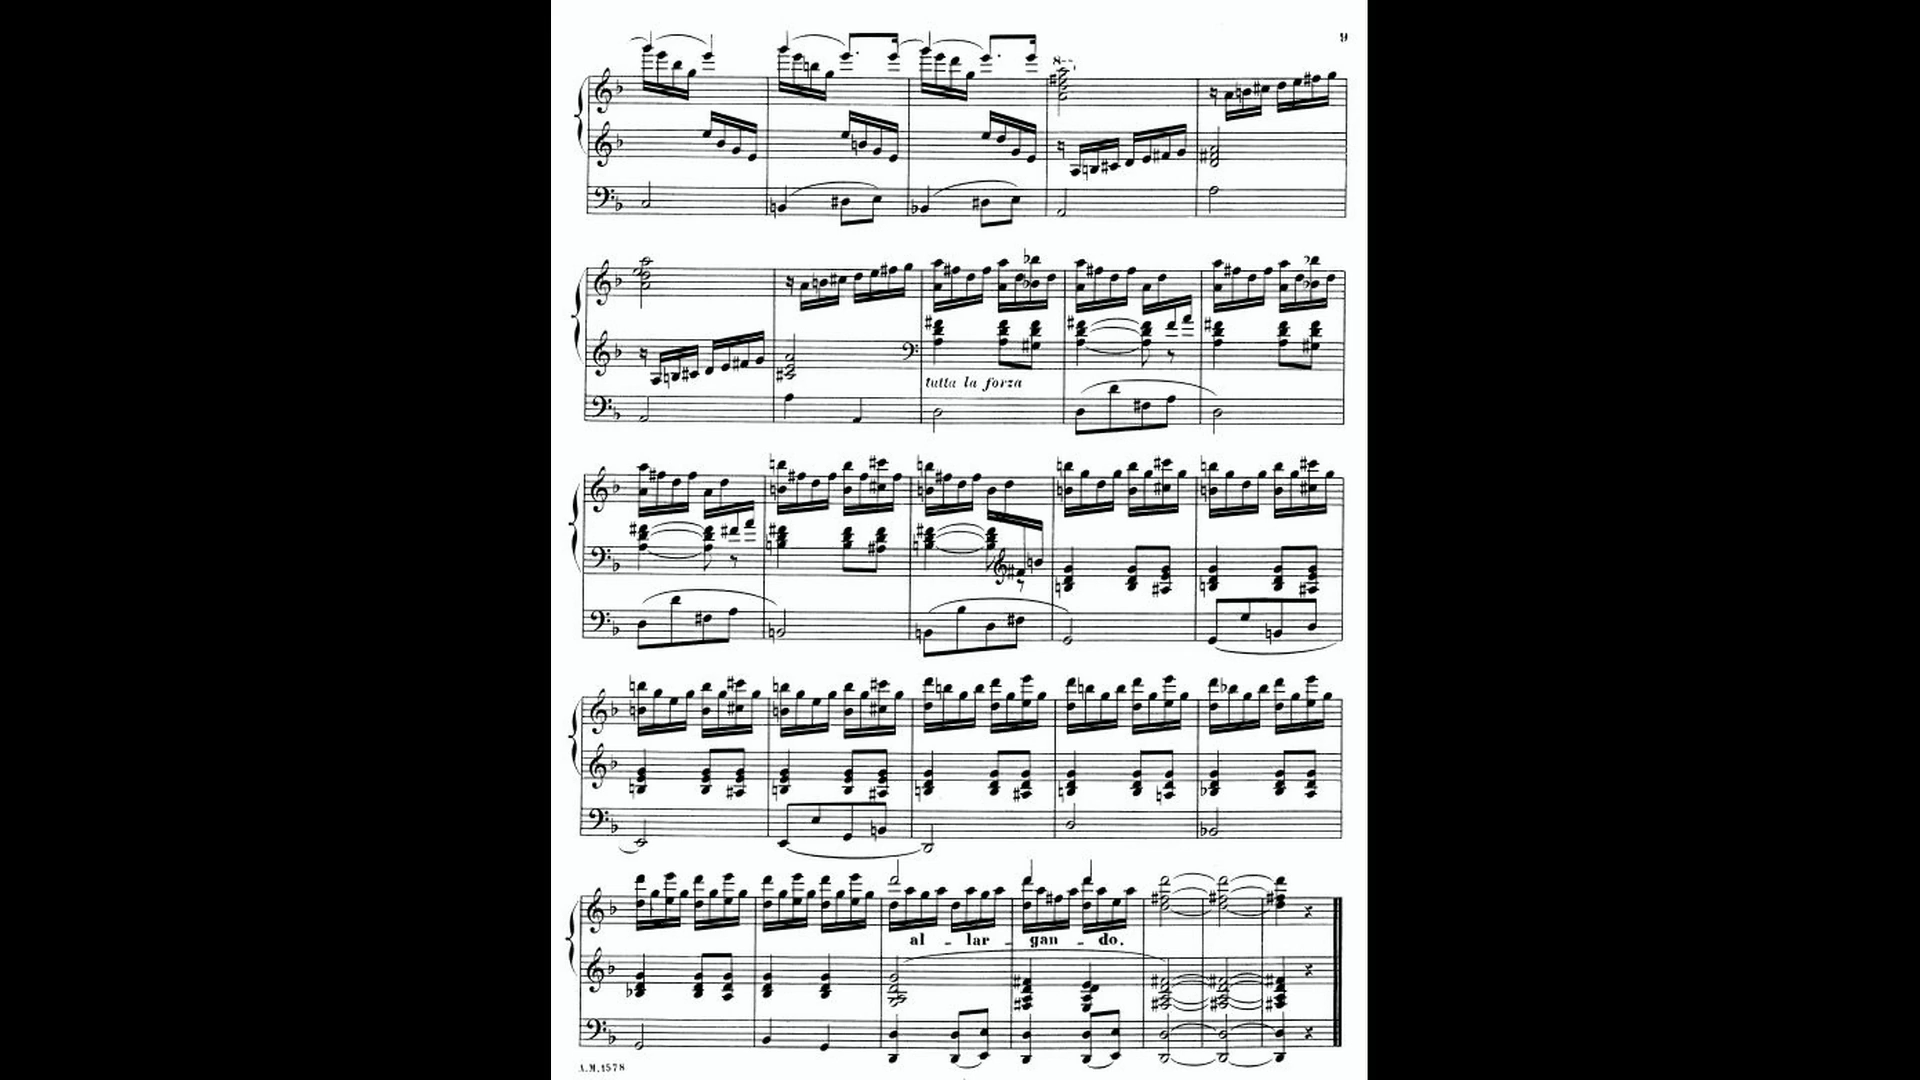 9
8
tutta la forza
al - lar - gan - do.
A.M.1578